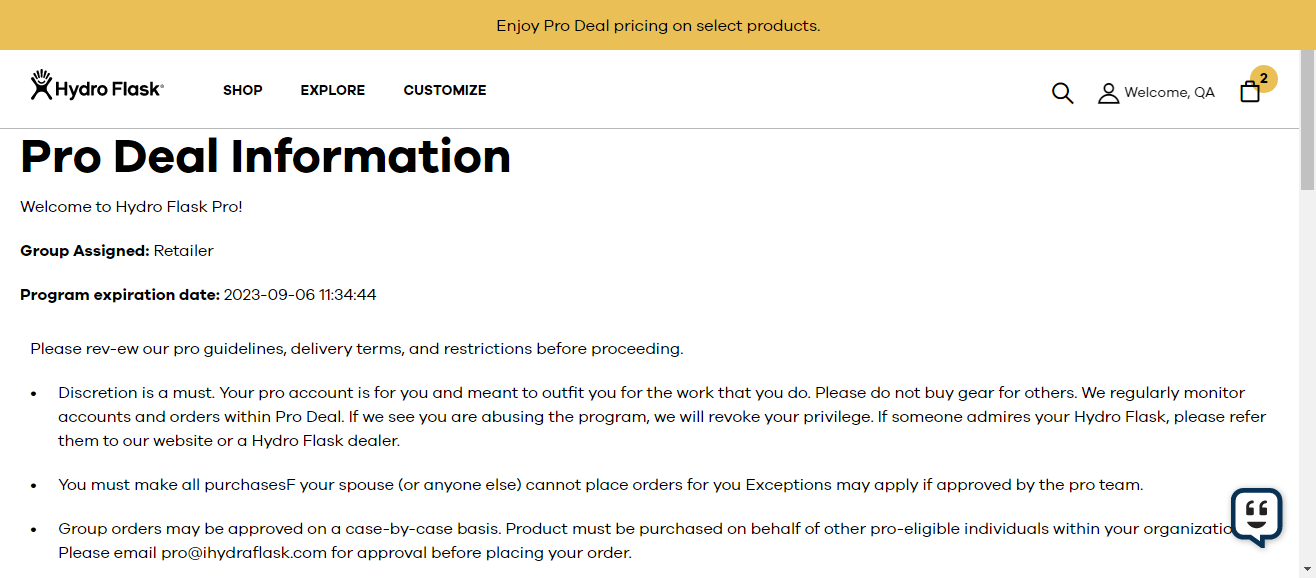 Enjoy Pro Deal pricing on select products.
Hydro Flask
SHOP EXPLORE CUSTOMIZE
Welcome, QA
2
Pro Deal Information
Welcome to Hydro Flask Pro!
Group Assigned: Retailer
Program expiration date: 2023-09-06 11:34:44
Please rev-ew our pro guidelines, delivery terms, and restrictions before proceeding.
• Discretion is a must. Your pro account is for you and meant to outfit you for the work that you do. Please do not buy gear for others. We regularly monitor
accounts and orders within Pro Deal. If we see you are abusing the program, we will revoke your privilege. If someone admires your Hydro Flask, please refer
them to our website or a Hydro Flask dealer.
• You must make all purchasesF your spouse (or anyone else) cannot place orders for you Exceptions may apply if approved by the pro team.
• Group orders may be approved on a case-by-case basis. Product must be purchased on behalf of other pro-eligible individuals within your organizatio
Please email pro@ihydraflask.com for approval before placing your order.